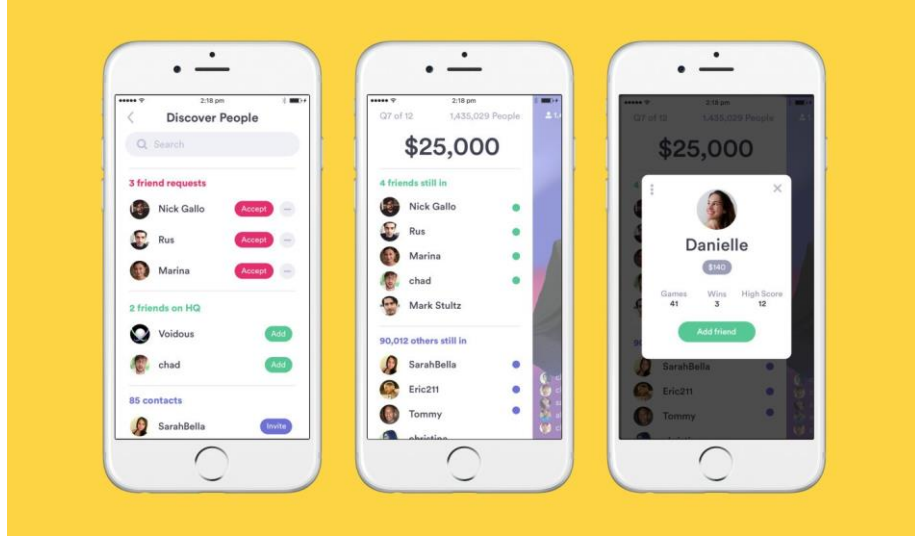 2:18 pm
Discover People
Search
3 friend requests
Nick Gallo Accept
Rus Accept
Marina Accept
2 friends on HQ
Voidous Add
chad Add
85 contacts
SarahBella Invite
2:18 pm
Q7 of 12 1,435,029 People
$25,000
4 friends still in
Nick Gallo
Rus
Marina
chad
Mark Stultz
90,012 others still in
SarahBella
Eric211
Tommy
christine
2:18 pm
Q7 of 12 1,435,029 People
$25,000
Danielle
$140
Games Wins High Score
41 3 12
Add friend
SarahBella
Eric211
Tommy